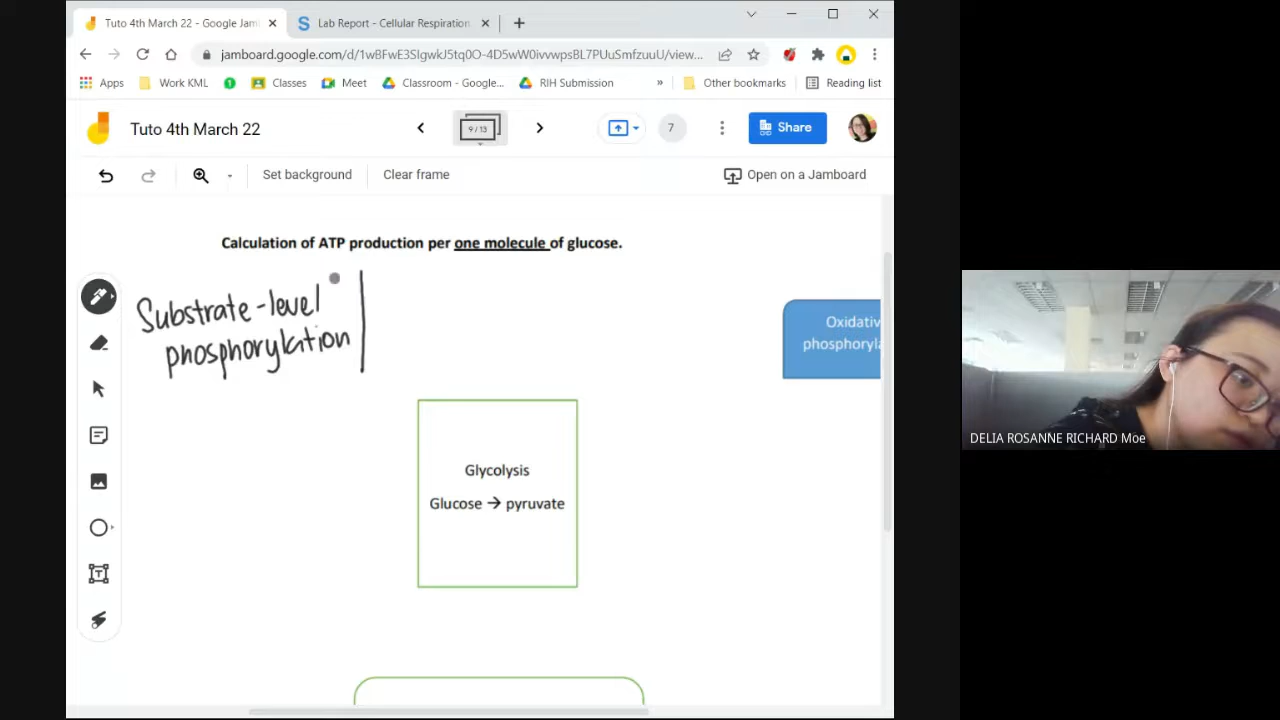 Tuto 4th March 22 - Google Jam
Lab Report - Cellular Respiration
jamboard.google.com/d/1wBFwE3SIgwkJ5tq0O-4D5wW0ivvwpsBL7PUuSmfzuuU/view...
Apps
Work KML
1
Classes
Meet
Classroom - Google...
RIH Submission
»
Other bookmarks
Reading list
Tuto 4th March 22
9 / 13
7
Share
Set background
Clear frame
Open on a Jamboard
Calculation of ATP production per one molecule of glucose.
Substrate-level
phosphorylation
Oxidativ
phosphoryla
Glycolysis
Glucose → pyruvate
DELIA ROSANNE RICHARD Moe